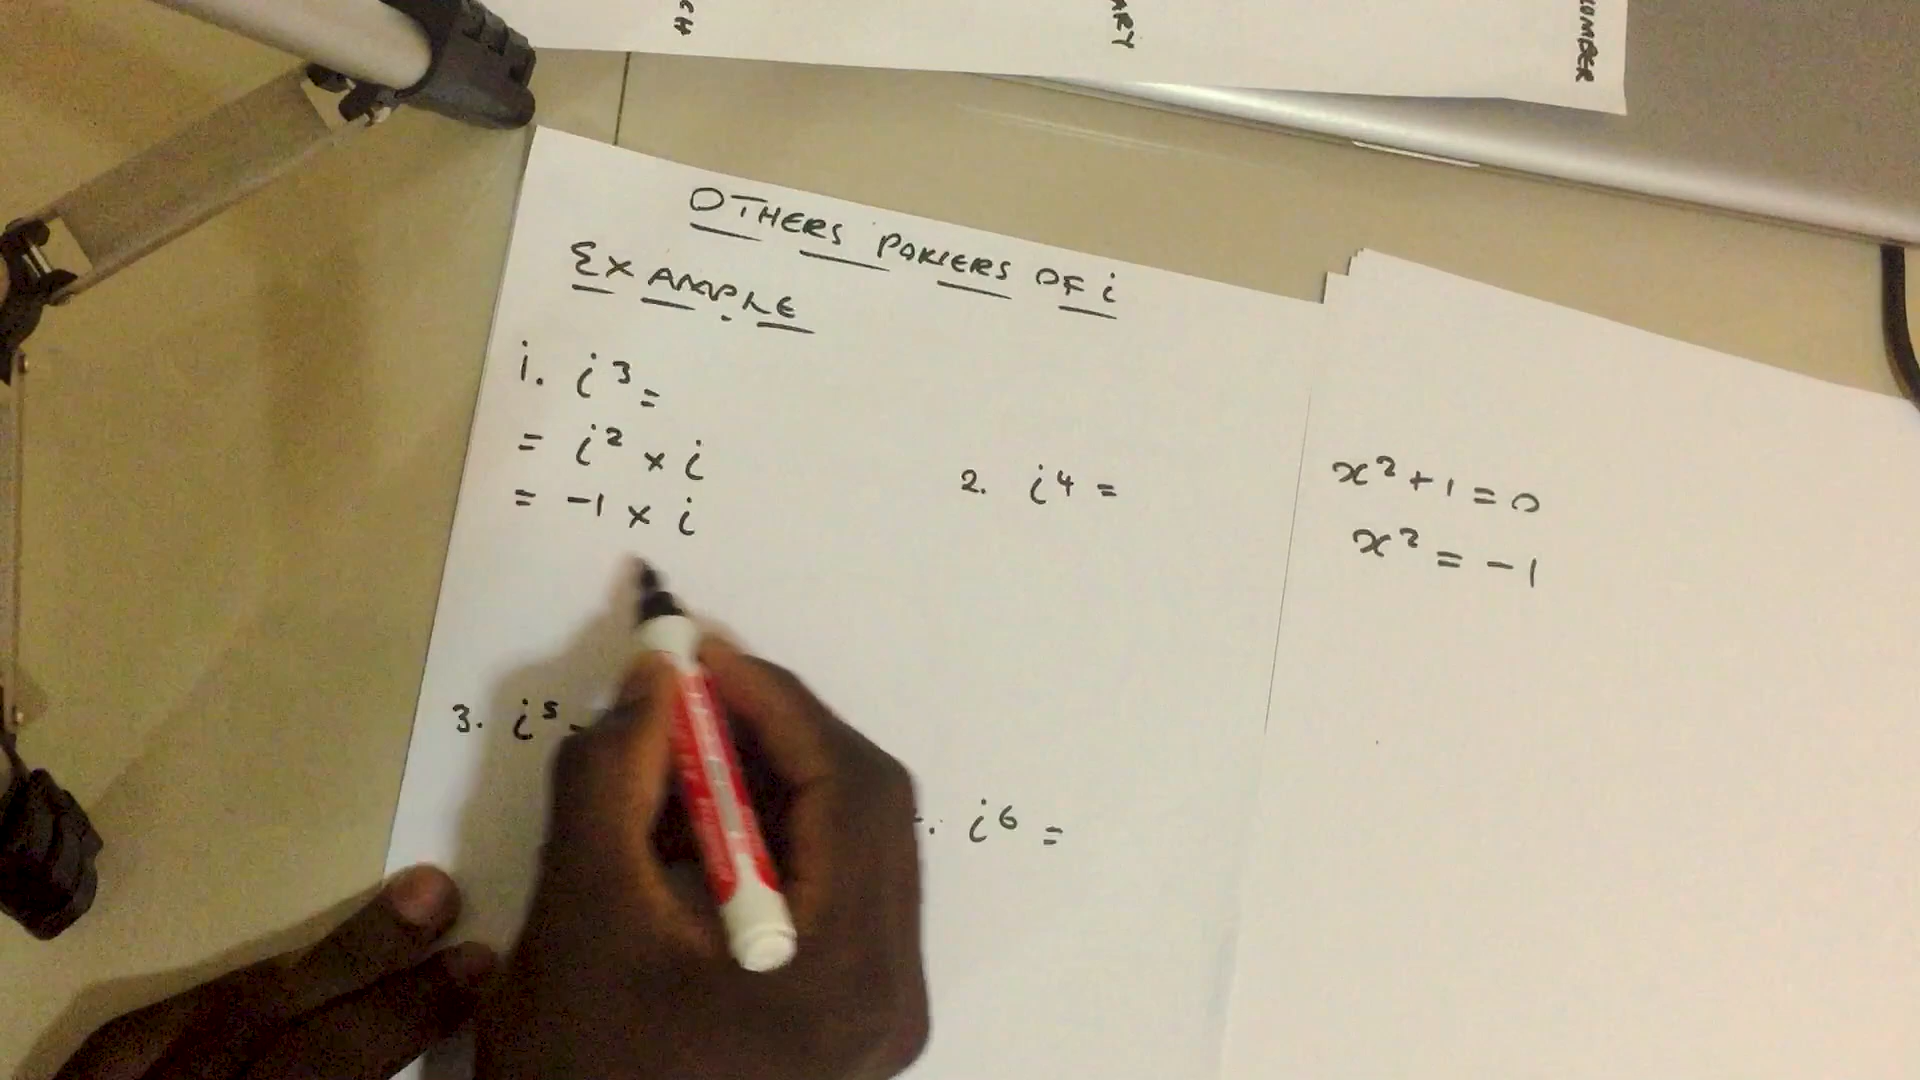 OTHERS POWERS OF i
EXAMPLE
1. i³ =
= i² × i
= -1 × i
2. i⁴ =
3. i⁵
. i⁶ =
x² + 1 = 0
x² = -1